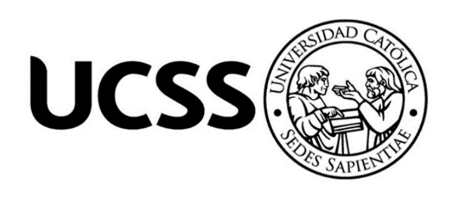 UCSS
UNIVERSIDAD CATÓLICA
SEDES SAPIENTIAE